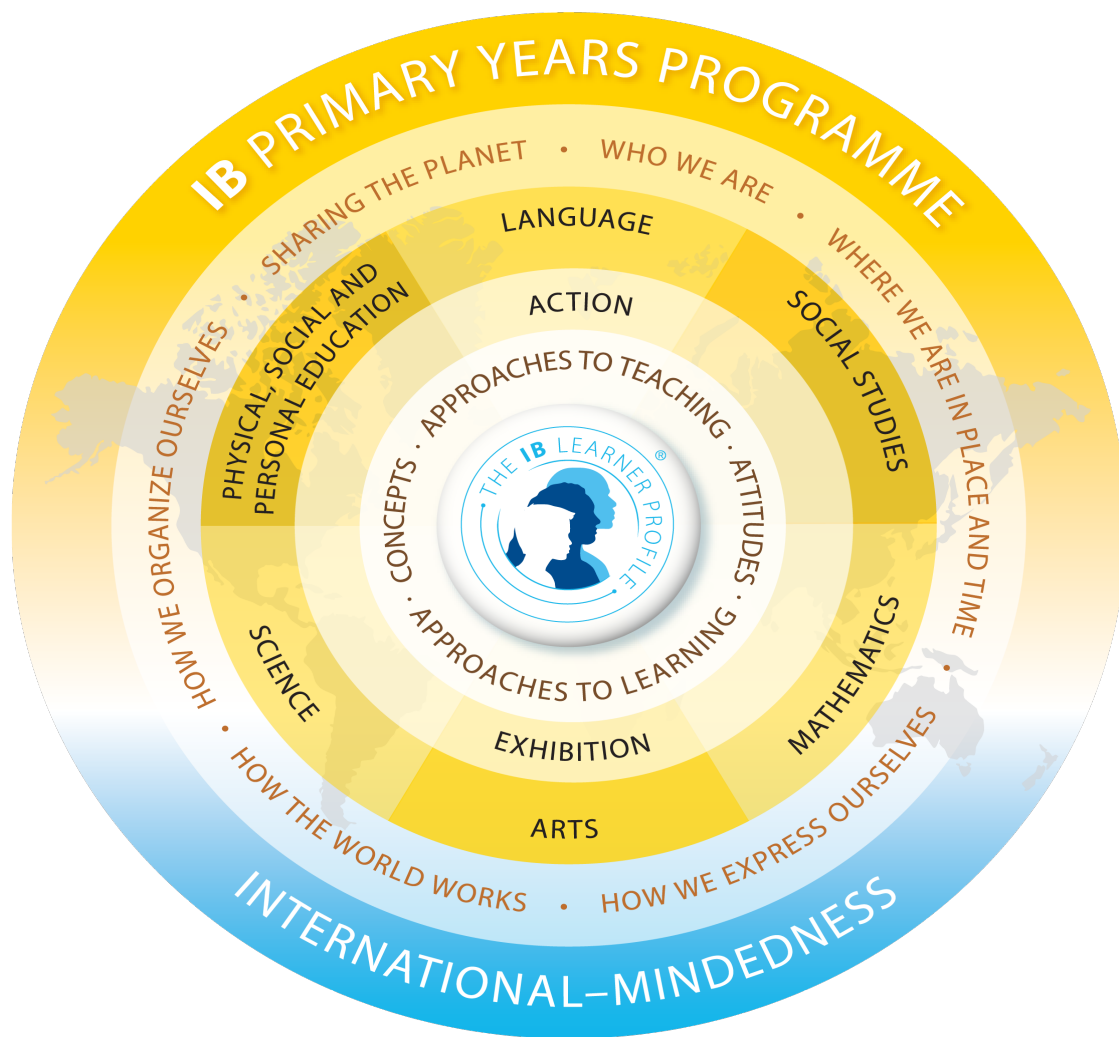 IB PRIMARY YEARS PROGRAMME
SHARING THE PLANET • WHO WE ARE • WHERE WE ARE IN PLACE AND TIME • HOW WE EXPRESS OURSELVES • HOW THE WORLD WORKS • HOW WE ORGANIZE OURSELVES •
LANGUAGE
SOCIAL STUDIES
MATHEMATICS
ARTS
SCIENCE
PHYSICAL, SOCIAL AND
PERSONAL EDUCATION
ACTION
EXHIBITION
APPROACHES TO TEACHING · ATTITUDES · APPROACHES TO LEARNING · CONCEPTS ·
THE IB LEARNER PROFILE ®
INTERNATIONAL–MINDEDNESS